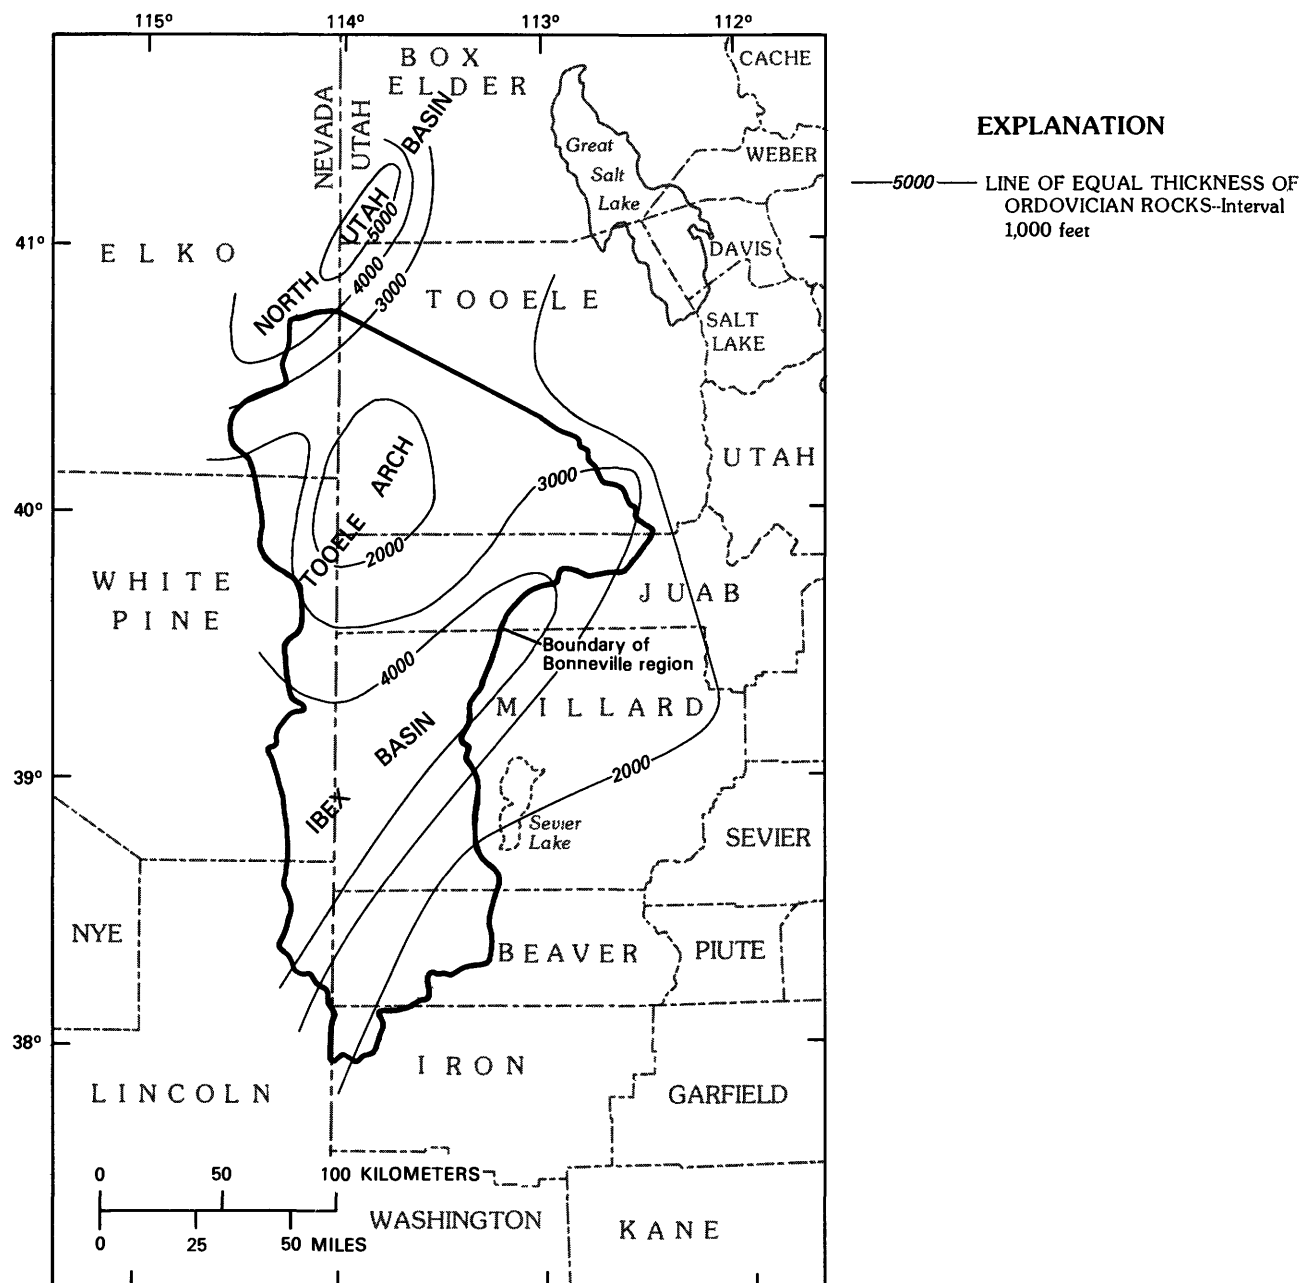 115° 114° 113° 112°
BOX
ELDER
CACHE
NEVADA
UTAH
BASIN
Great
Salt
Lake
WEBER
EXPLANATION
5000 LINE OF EQUAL THICKNESS OF
ORDOVICIAN ROCKS--Interval
1,000 feet
UTAH
5000
41°
ELKO
DAVIS
NORTH
4000
3000
TOOELE
SALT
LAKE
ARCH
UTAH
3000
40°
TOOELE
2000
WHITE
PINE
JUAB
Boundary of
Bonneville region
4000
MILLARD
BASIN
39°
2000
IBEX
Sevier
Lake
SEVIER
NYE
BEAVER
PIUTE
38°
IRON
LINCOLN
GARFIELD
0 50 100 KILOMETERS
WASHINGTON
KANE
0 25 50 MILES